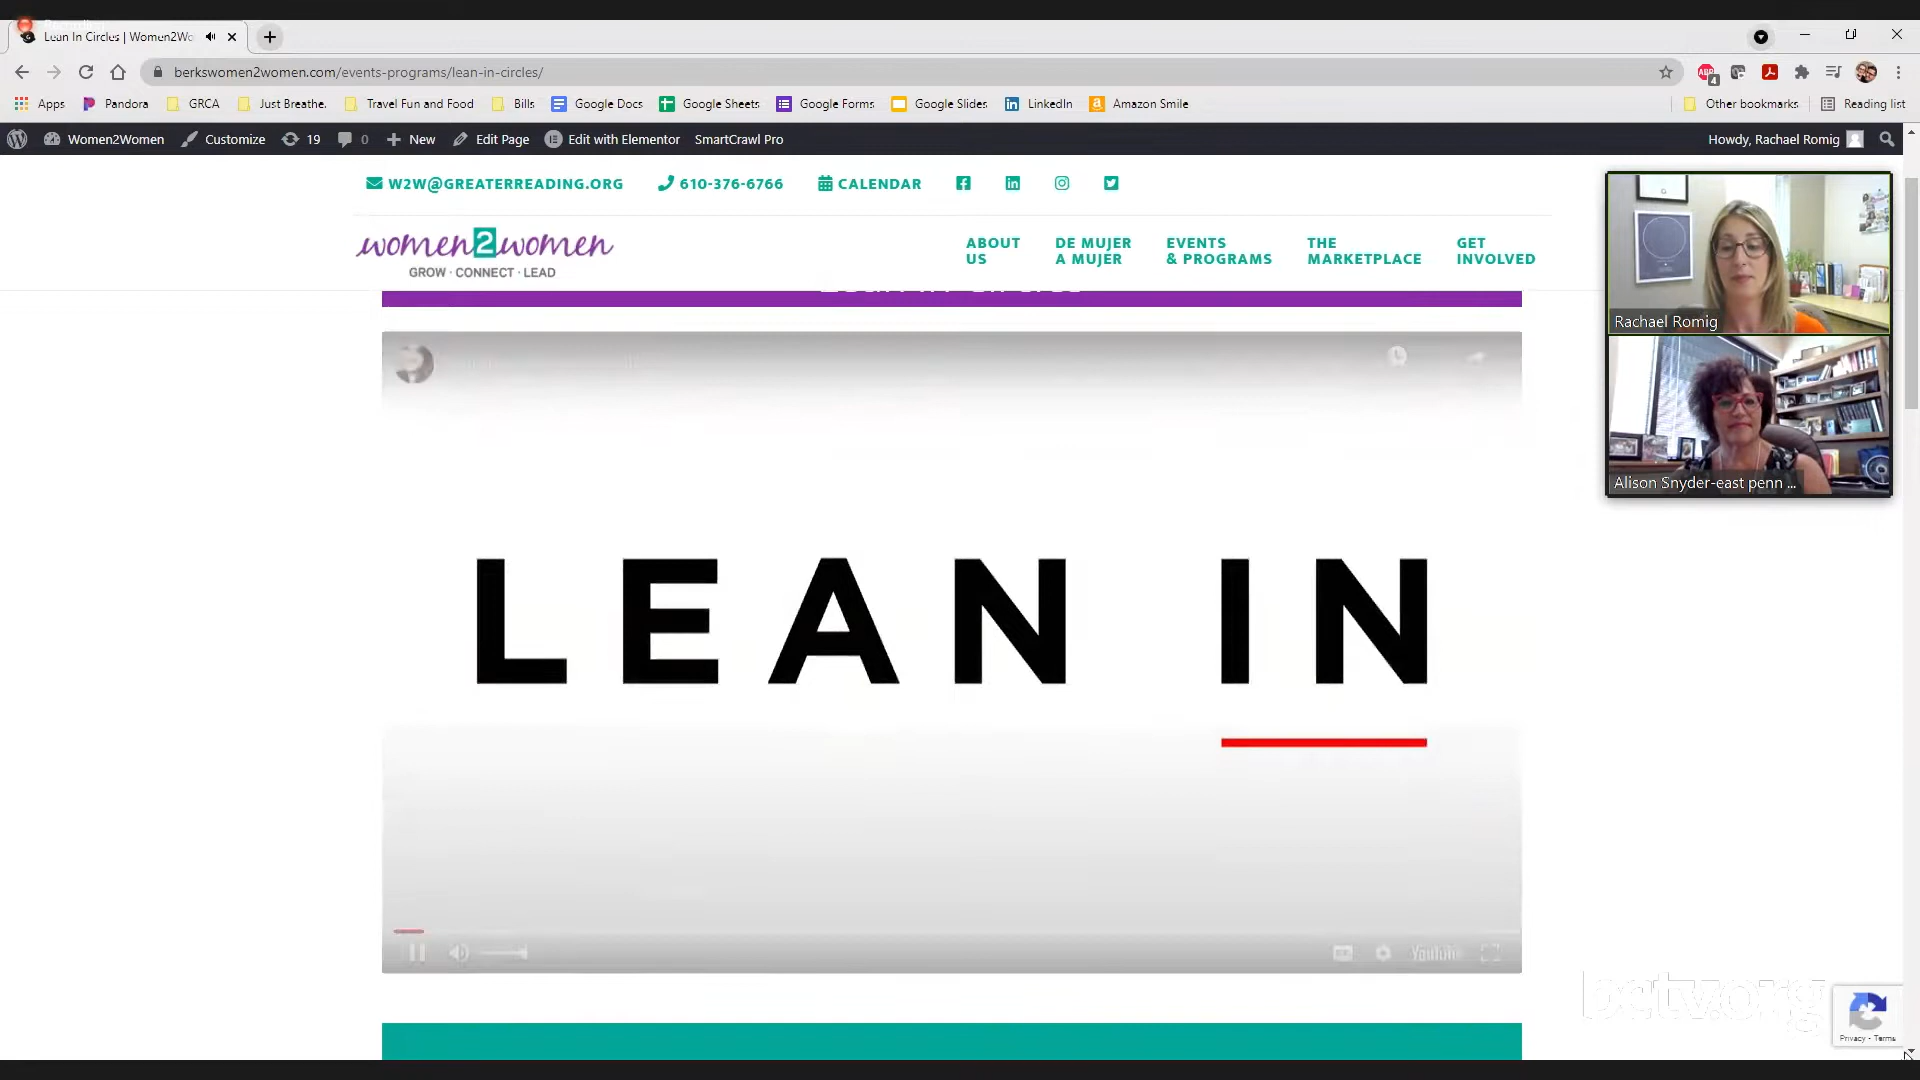 Lean In Circles | Women2Wo
berkswomen2women.com/events-programs/lean-in-circles/
Apps Pandora GRCA Just Breathe. Travel Fun and Food Bills Google Docs Google Sheets Google Forms Google Slides LinkedIn Amazon Smile Other bookmarks Reading list
Women2Women Customize 19 0 New Edit Page Edit with Elementor SmartCrawl Pro Howdy, Rachael Romig
W2W@GREATERREADING.ORG 610-376-6766 CALENDAR
women2women
GROW · CONNECT · LEAD
ABOUT US
DE MUJER A MUJER
EVENTS & PROGRAMS
THE MARKETPLACE
GET INVOLVED
Rachael Romig
Alison Snyder-east penn ...
LEAN IN
YouTube
bctv.org
Privacy - Terms